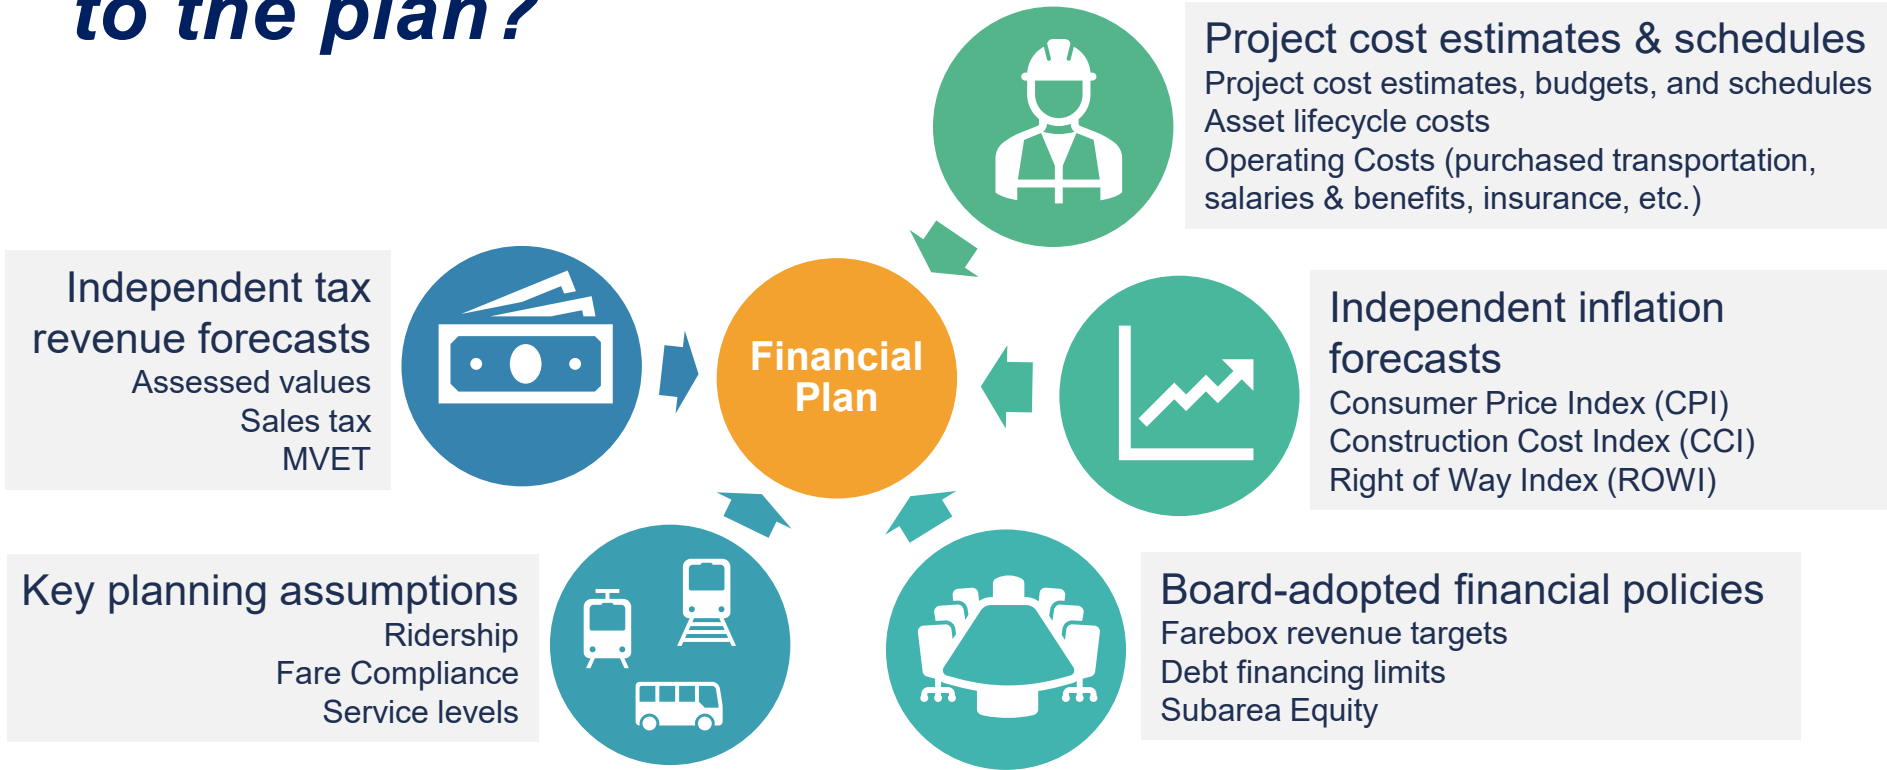 to the plan?
Project cost estimates & schedules
Project cost estimates, budgets, and schedules
Asset lifecycle costs
Operating Costs (purchased transportation,
salaries & benefits, insurance, etc.)
Independent tax
revenue forecasts
Assessed values
Sales tax
MVET
Financial
Plan
Independent inflation
forecasts
Consumer Price Index (CPI)
Construction Cost Index (CCI)
Right of Way Index (ROWI)
Key planning assumptions
Ridership
Fare Compliance
Service levels
Board-adopted financial policies
Farebox revenue targets
Debt financing limits
Subarea Equity